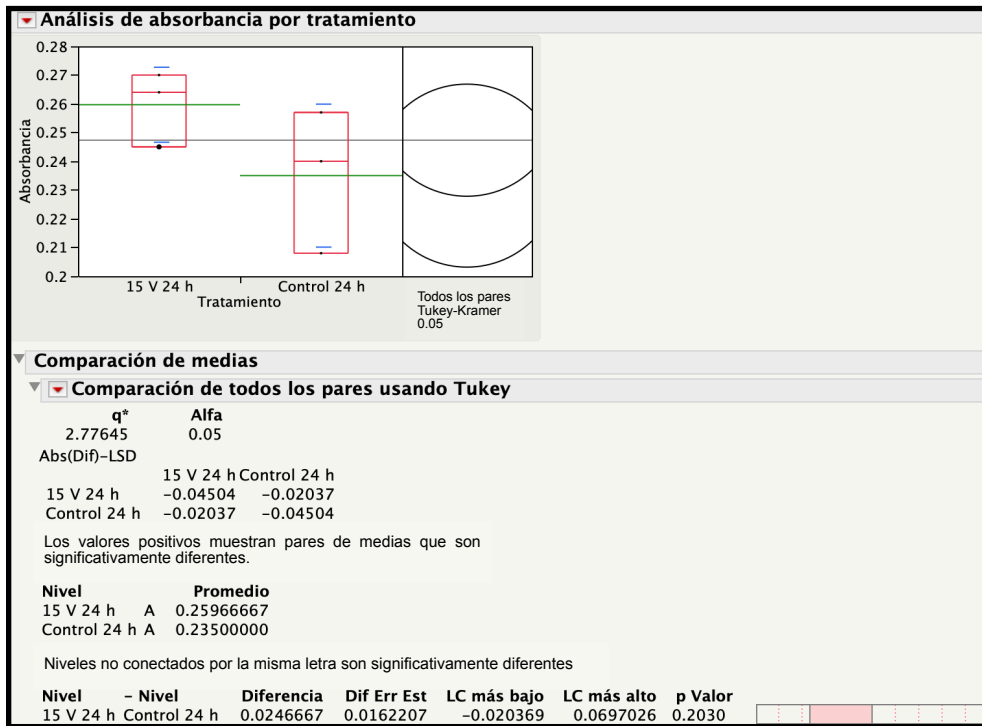 Análisis de absorbancia por tratamiento
0.28
0.27
0.26
0.25
0.24
0.23
0.22
0.21
0.2
Absorbancia
15 V 24 h Control 24 h
Tratamiento
Todos los pares
Tukey-Kramer
0.05
Comparación de medias
Comparación de todos los pares usando Tukey
q* Alfa
2.77645 0.05
Abs(Dif)-LSD
15 V 24 h Control 24 h
15 V 24 h -0.04504 -0.02037
Control 24 h -0.02037 -0.04504
Los valores positivos muestran pares de medias que son
significativamente diferentes.
Nivel Promedio
15 V 24 h A 0.25966667
Control 24 h A 0.23500000
Niveles no conectados por la misma letra son significativamente diferentes
Nivel - Nivel Diferencia Dif Err Est LC más bajo LC más alto p Valor
15 V 24 h Control 24 h 0.0246667 0.0162207 -0.020369 0.0697026 0.2030